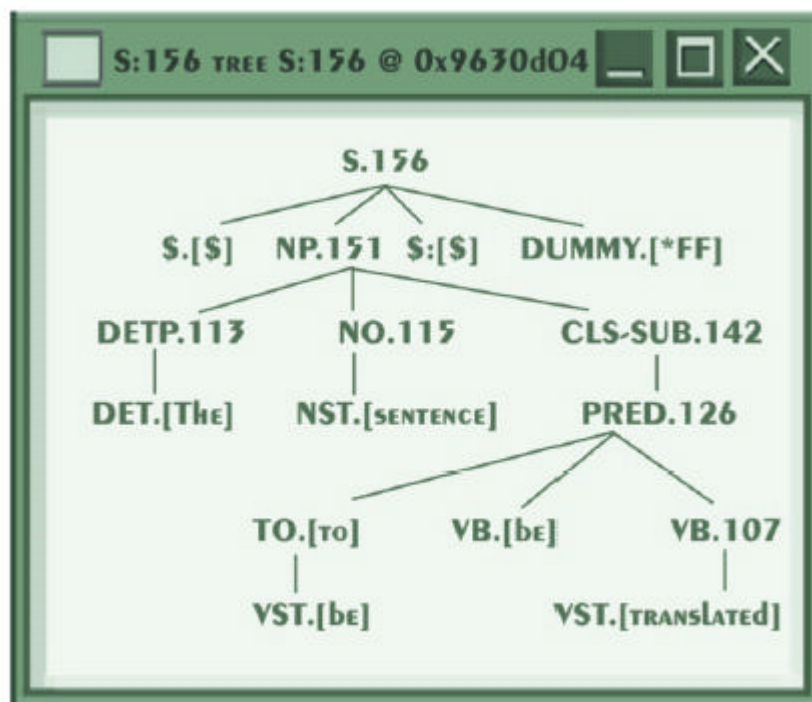 S:156 TREE S:156 @ 0x9630d04
S.156
$.[$] NP.151 $:[$] DUMMY.[*FF]
DETP.113 NO.115 CLS-SUB.142
DET.[The] NST.[SENTENCE] PRED.126
TO.[TO] VB.[bE] VB.107
VST.[bE] VST.[TRANSlATEd]